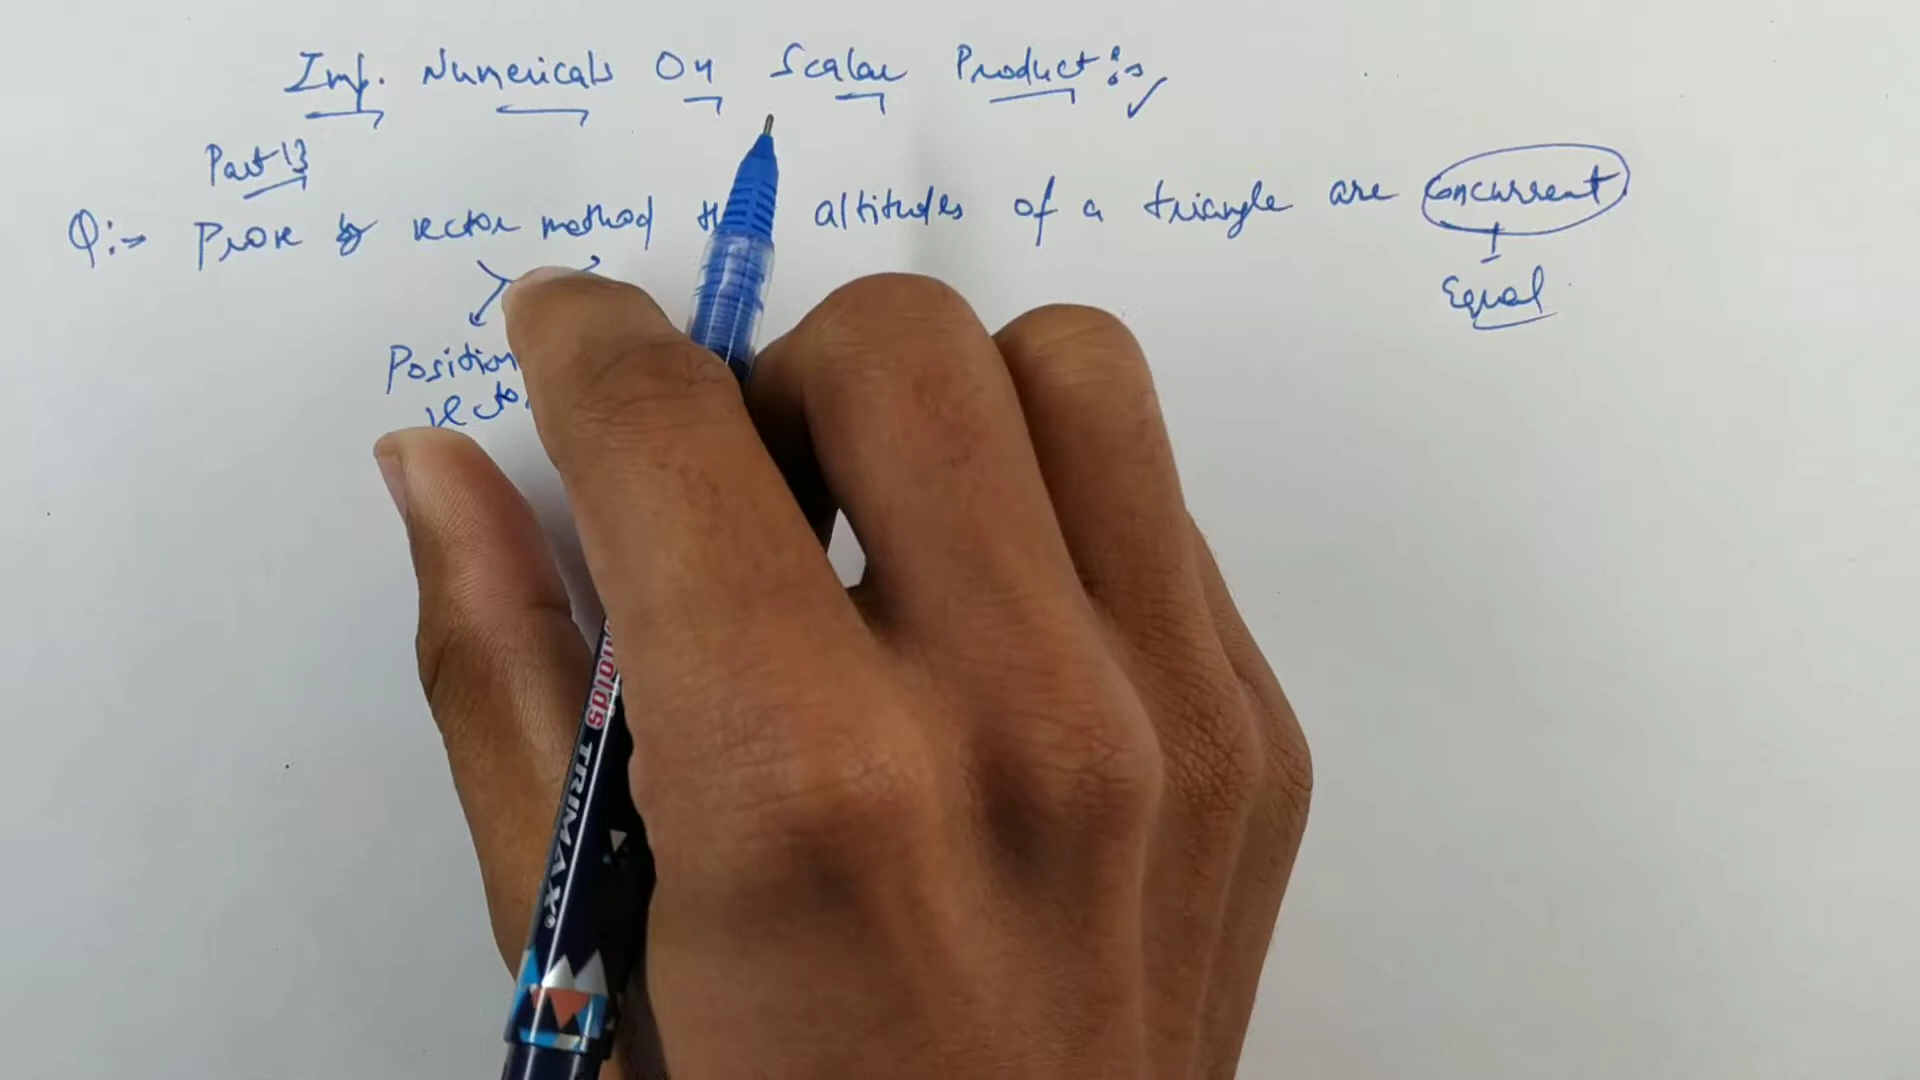 Imp. Numericals On Scalar Product :-
Part 13
Q:- Prove by vector method altitudes of a triangle are concurrent
Equal
Position
vecto
TRIMAX